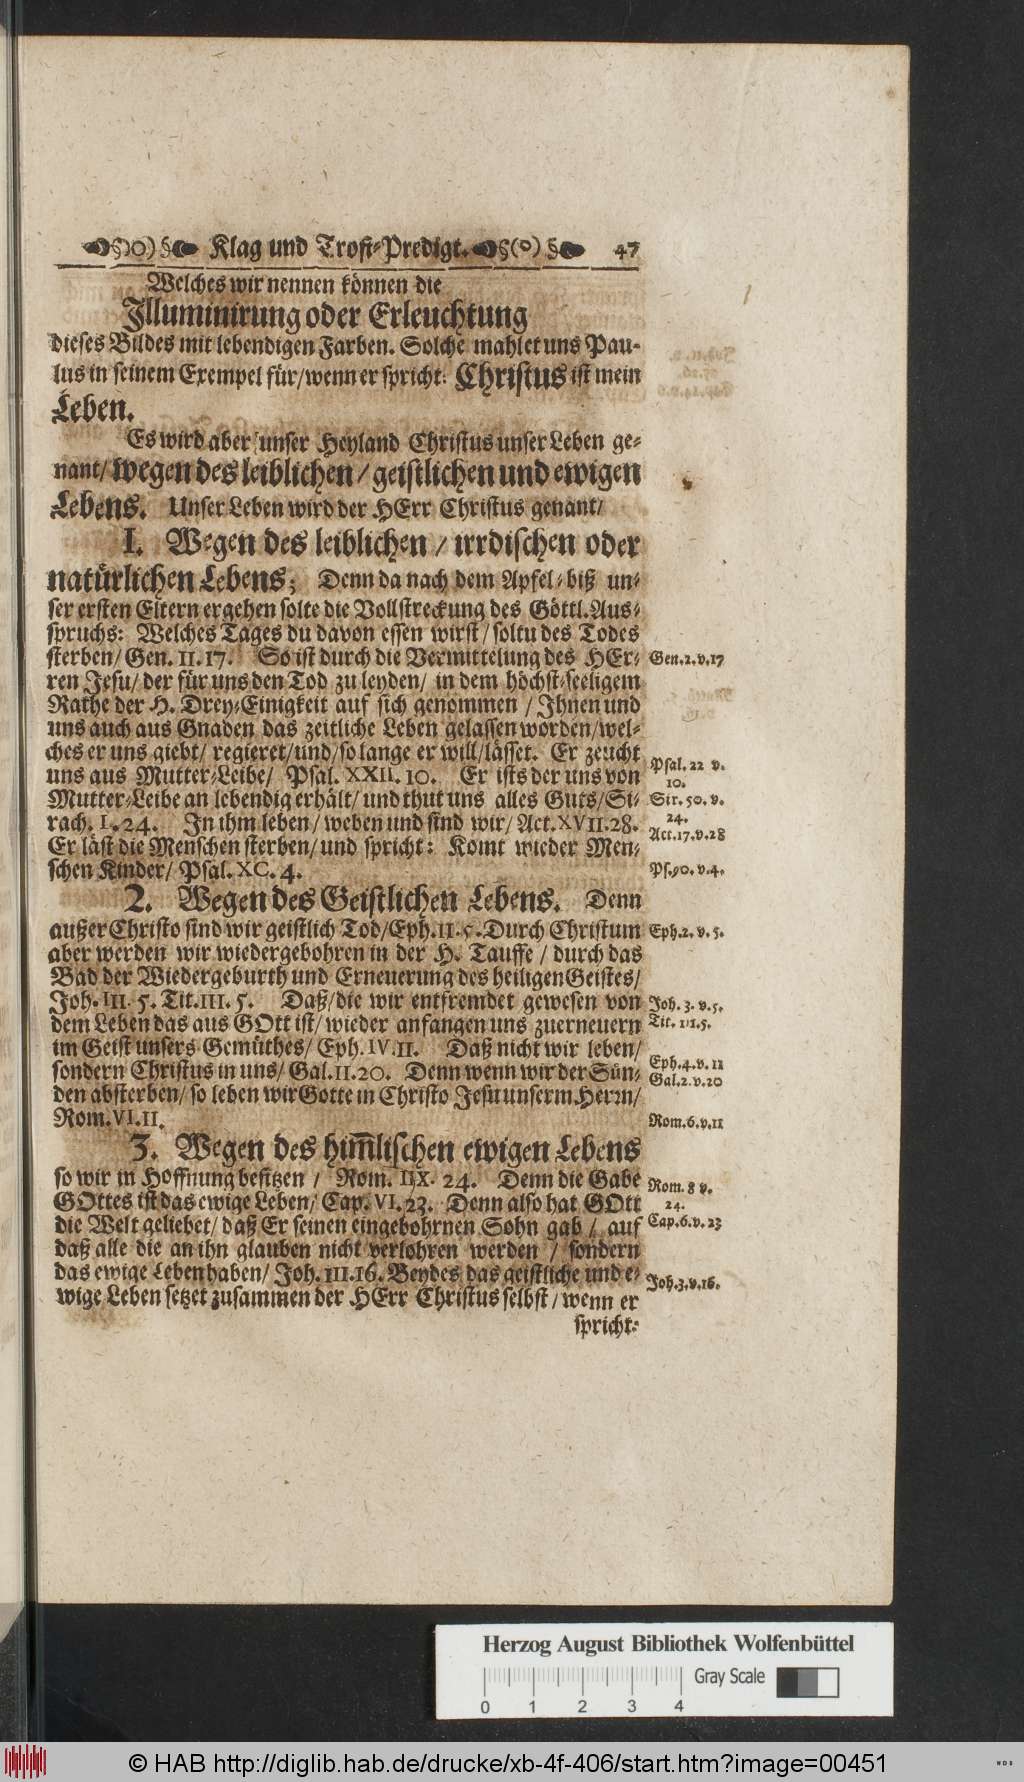 §(0)§ Klag und Trost-Predigt. §(0)§ 47
Welches wir nennen können die
Illuminirung oder Erleuchtung
dieses Bildes mit lebendigen Farben. Solche mahlet uns Pau-
lus in seinem Exempel für/wenn er spricht: Christus ist mein
Leben.
Es wird aber unser Heyland Christus unser Leben ge-
nant/ wegen des leiblichen/ geistlichen und ewigen
Lebens. Unser Leben wird der HErr Christus genant/
I. Wegen des leiblichen/ irrdischen oder
natürlichen Lebens; Denn da nach dem Apfel-biß un-
ser ersten Eltern ergehen solte die Vollstreckung des Göttl. Aus-
spruchs: Welches Tages du davon essen wirst/ soltu des Todes
sterben/ Gen. II. 17. So ist durch die Vermittelung des HEr-
Gen. 2. v. 17
ren Jesu/ der für uns den Tod zu leyden/ in dem höchst-seeligem
Rathe der H. Drey-Einigkeit auf sich genommen/ Ihnen und
uns auch aus Gnaden das zeitliche Leben gelassen worden/wel-
ches er uns giebt/ regieret/und/so lange er will/lässet. Er zeucht
uns aus Mutter-Leibe/ Psal. XXII. 10. Er ists der uns von
Psal. 22 v.
10.
Mutter-Leibe an lebendig erhält/ und thut uns alles Guts/Si-
Sir. 50. v.
24.
rach. L. 24. In ihm leben/ weben und sind wir/ Act. XVII. 28.
Act. 17. v. 28
Er läst die Menschen sterben/ und spricht: Komt wieder Men-
schen Kinder/ Psal. XC. 4.
Ps. 90. v. 4.
2. Wegen des Geistlichen Lebens. Denn
außer Christo sind wir geistlich Tod/Eph. II. 5. Durch Christum
Eph. 2. v. 5.
aber werden wir wiedergebohren in der H. Tauffe/ durch das
Bad der Wiedergeburth und Erneuerung des heiligen Geistes/
Joh. III. 5. Tit. III. 5. Daß/die wir entfremdet gewesen von
Joh. 3. v. 5.
dem Leben das aus GOtt ist/ wieder anfangen uns zuerneuern
Tit. III. 5.
im Geist unsers Gemüthes/ Eph. IV. II. Daß nicht wir leben/
Eph. 4. v. 11
sondern Christus in uns/ Gal. II. 20. Denn wenn wir der Sün-
Gal. 2. v. 20
den absterben/ so leben wir Gotte in Christo Jesu unserm Herrn/
Rom. VI. II.
Rom. 6. v. 11
3. Wegen des him̅lischen ewigen Lebens
so wir in Hoffnung besitzen/ Rom. IIX. 24. Denn die Gabe
Rom. 8 v.
24.
GOttes ist das ewige Leben/ Cap. VI. 23. Denn also hat GOtt
Cap. 6. v. 23
die Welt geliebet/ daß Er seinen eingebohrnen Sohn gab/ auf
daß alle die an ihn glauben nicht verlohren werden/ sondern
das ewige Leben haben/ Joh. III. 16. Beydes das geistliche und e-
Joh. 3. v. 16.
wige Leben setzet zusammen der HErr Christus selbst/ wenn er
spricht:
Herzog August Bibliothek Wolfenbüttel
Gray Scale
0 1 2 3 4
© HAB http://diglib.hab.de/drucke/xb-4f-406/start.htm?image=00451